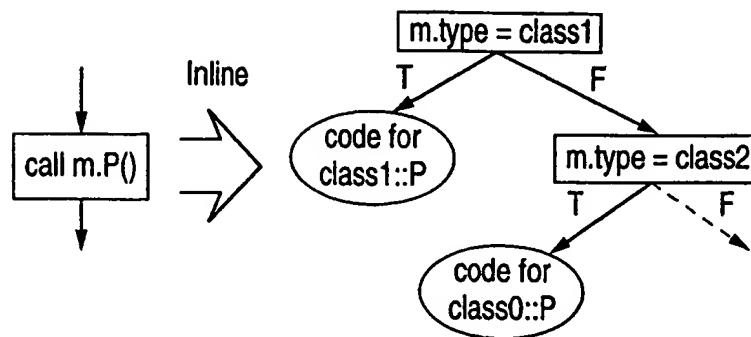 m.type = class1
T
F
Inline
call m.P()
code for
class1::P
m.type = class2
T
F
code for
class0::P